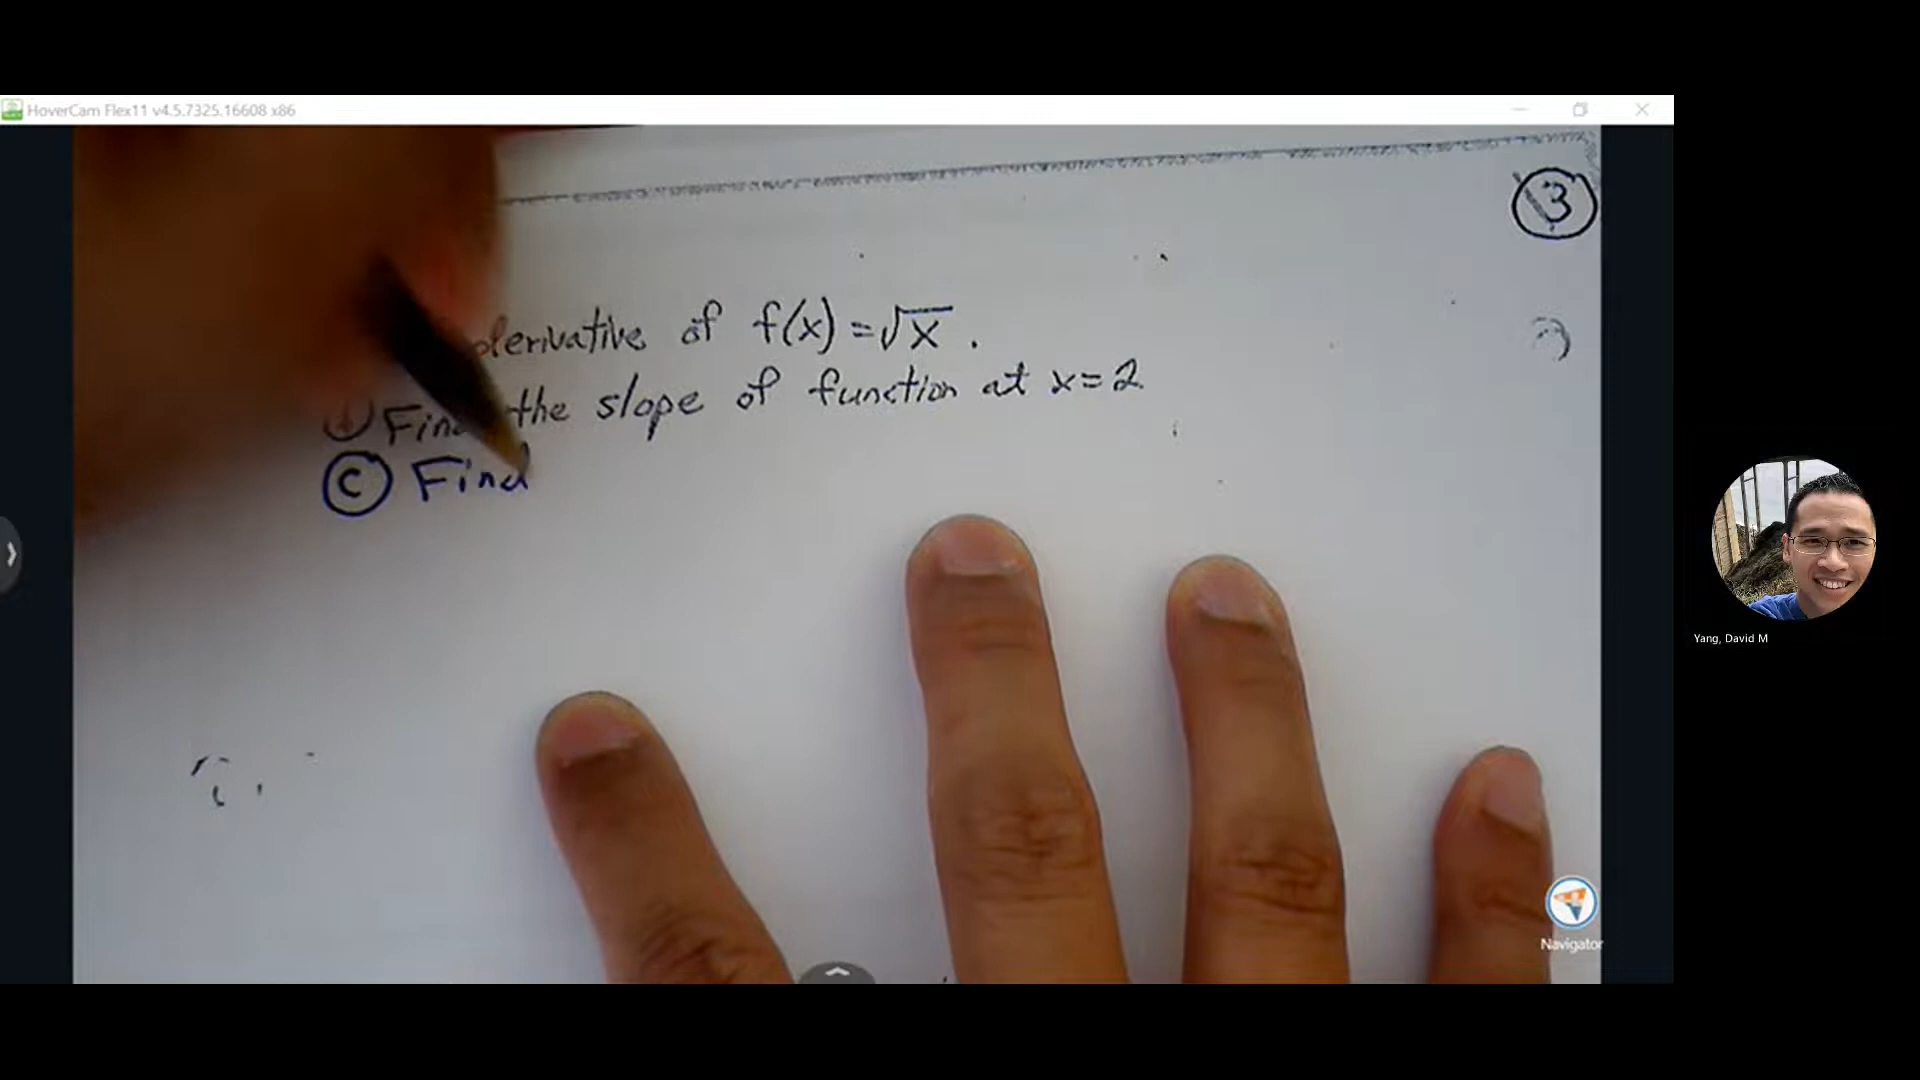 HoverCam Flex11 v4.5.7325.16608 x86
3
derivative of f(x) = √x .
Find the slope of function at x=2
C Find
Yang, David M
Navigator